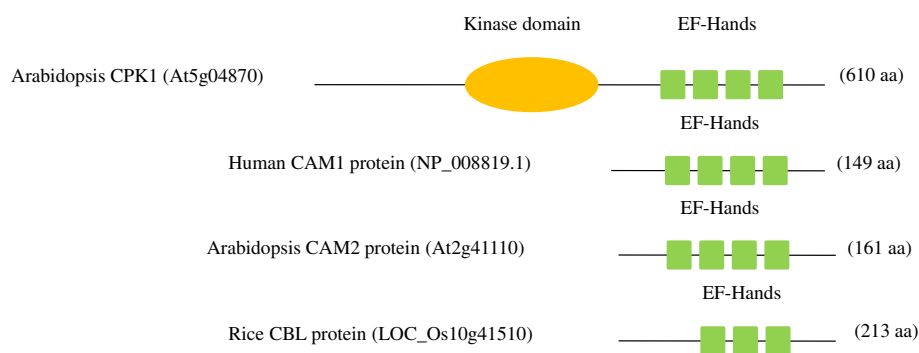 Kinase domain EF-Hands
Arabidopsis CPK1 (At5g04870) (610 aa)
EF-Hands
Human CAM1 protein (NP_008819.1) (149 aa)
EF-Hands
Arabidopsis CAM2 protein (At2g41110) (161 aa)
EF-Hands
Rice CBL protein (LOC_Os10g41510) (213 aa)